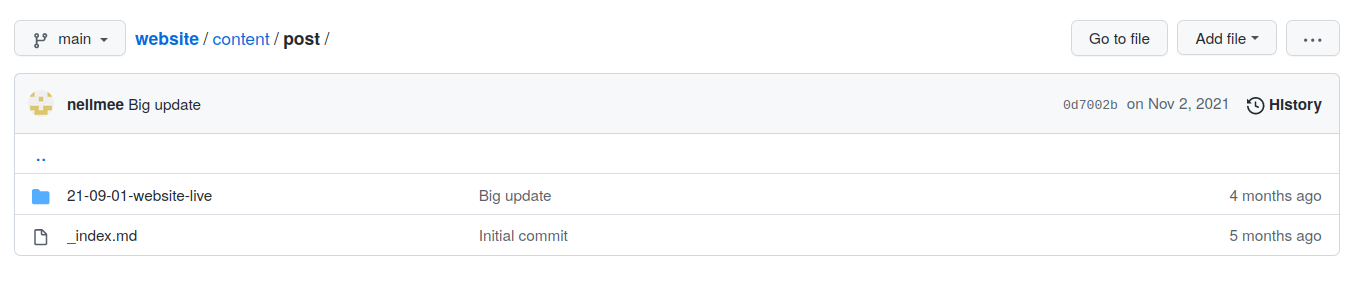 main website / content / post / Go to file Add file ...
nellmee Big update 0d7002b on Nov 2, 2021 HIstory
..
21-09-01-website-live Big update 4 months ago
_index.md Initial commit 5 months ago